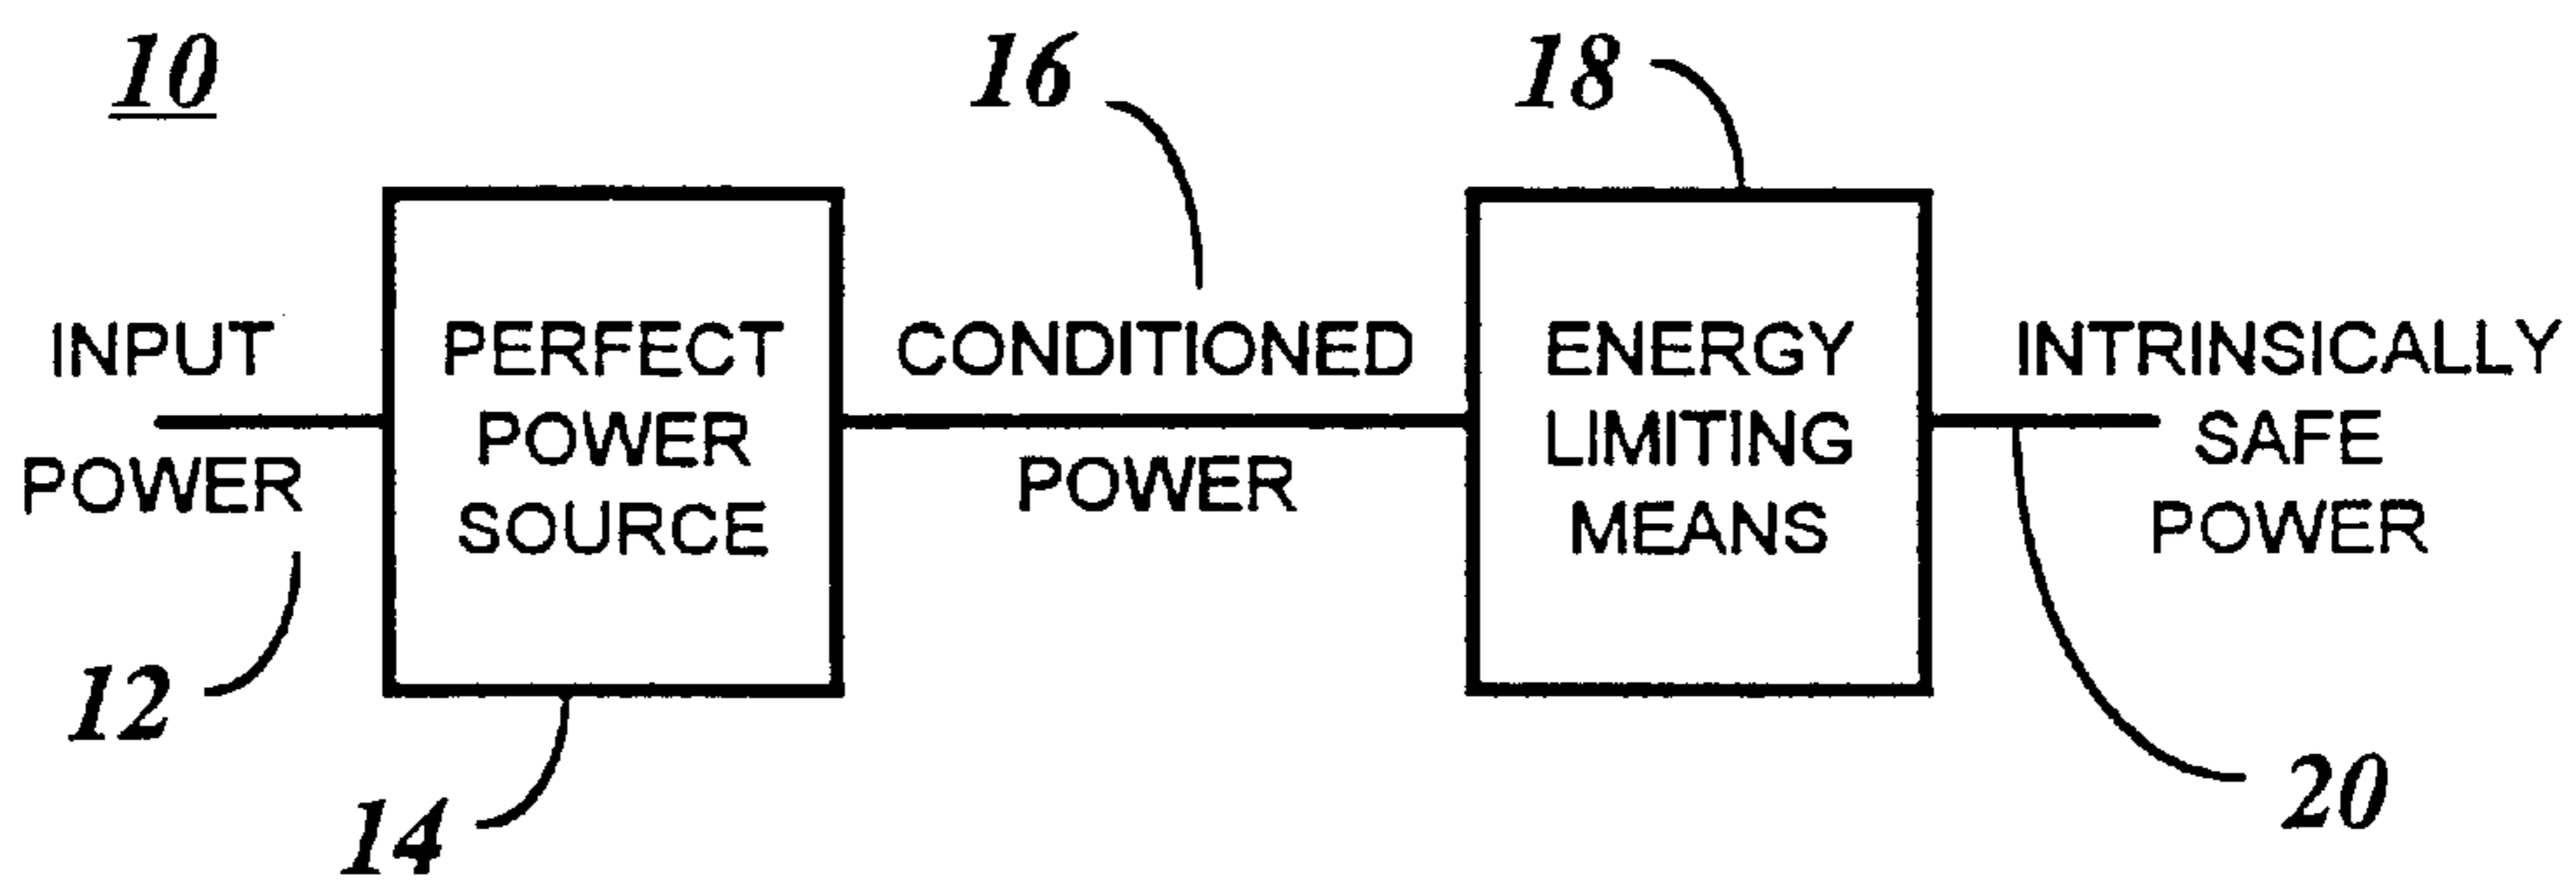 10
16
18
INPUT
POWER
12
PERFECT
POWER
SOURCE
14
CONDITIONED
POWER
ENERGY
LIMITING
MEANS
INTRINSICALLY
SAFE
POWER
20